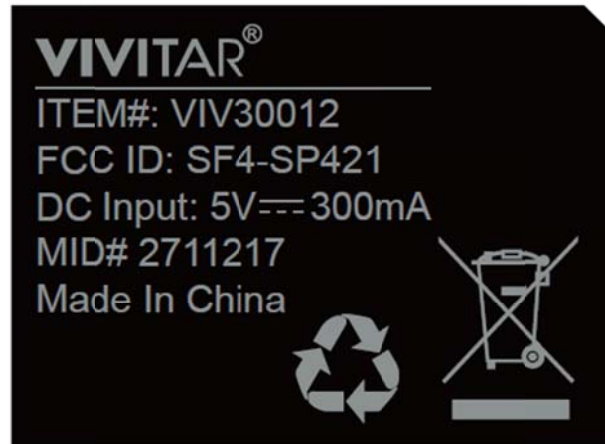 VIVITAR®
ITEM#: VIV30012
FCC ID: SF4-SP421
DC Input: 5V⎓300mA
MID# 2711217
Made In China